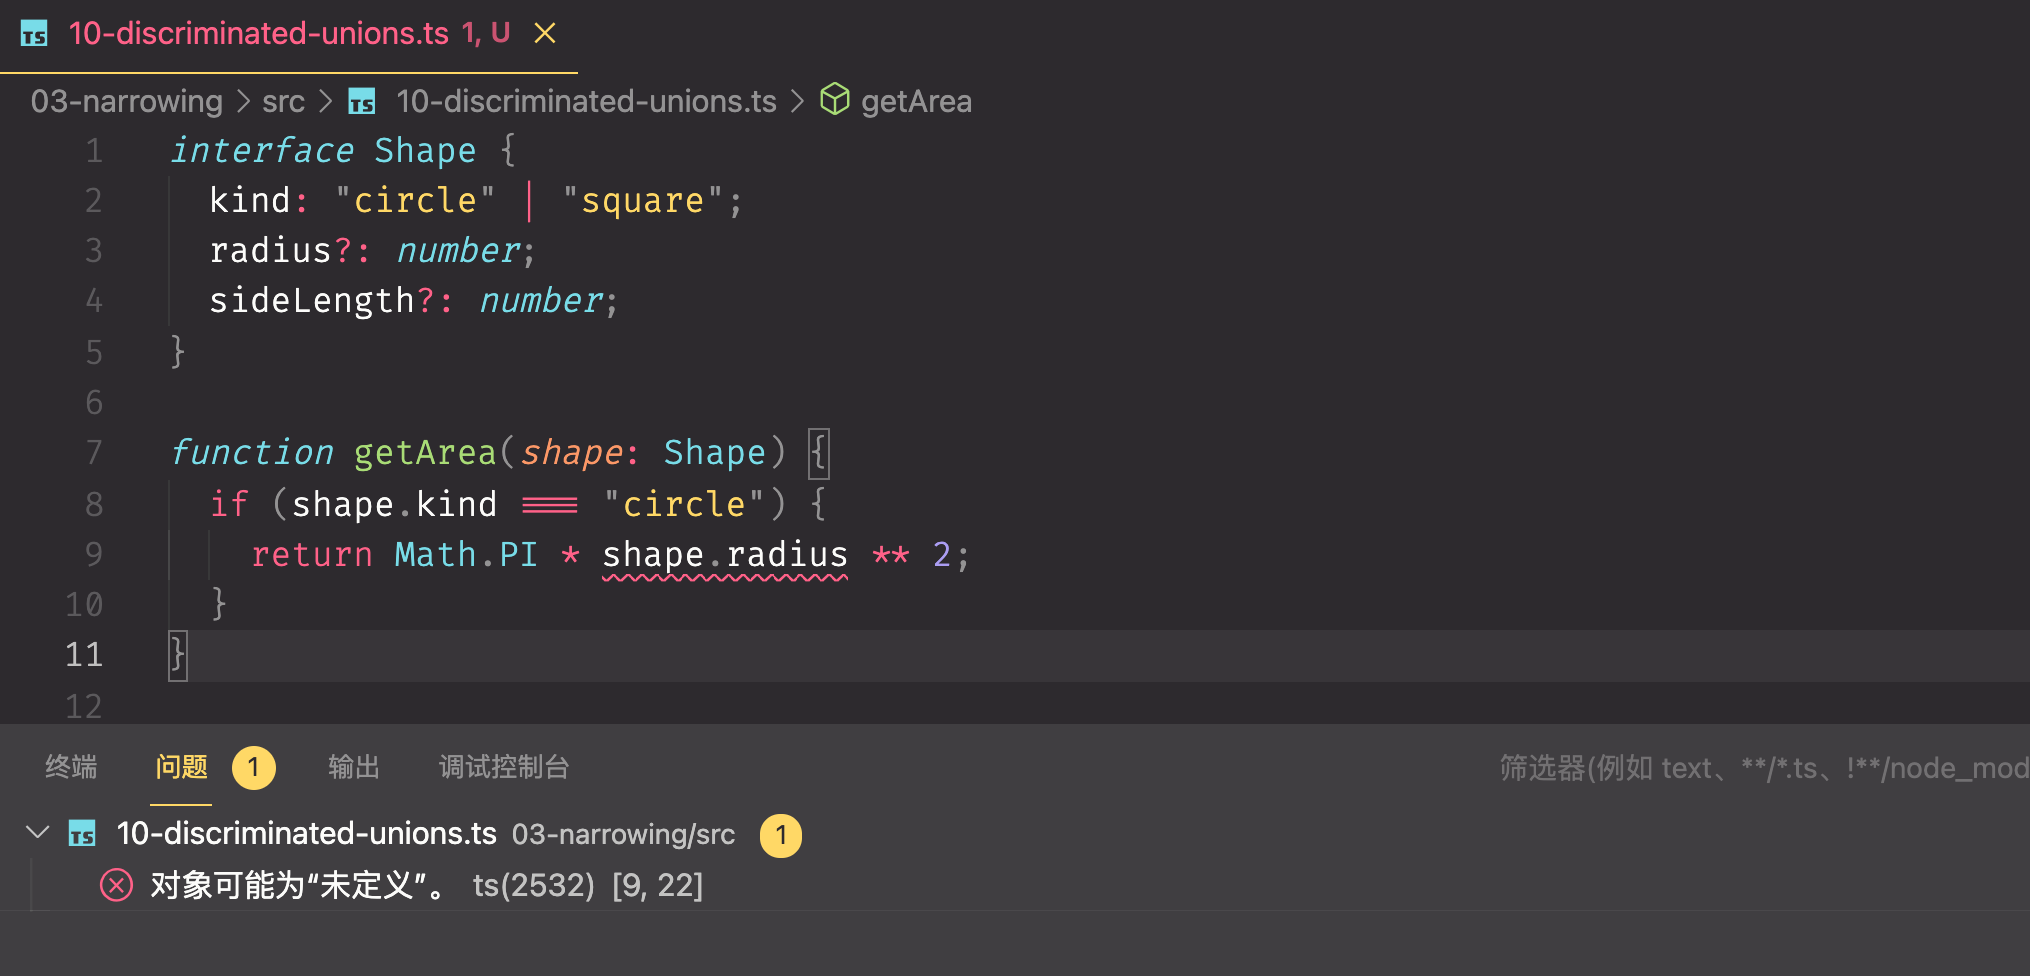 TS 10-discriminated-unions.ts 1, U
03-narrowing > src > TS 10-discriminated-unions.ts > getArea
1 interface Shape {
2 kind: "circle" | "square";
3 radius?: number;
4 sideLength?: number;
5 }
6
7 function getArea(shape: Shape) {
8 if (shape.kind === "circle") {
9 return Math.PI * shape.radius ** 2;
10 }
11 }
12
终端 问题 1 输出 调试控制台 筛选器(例如 text、**/*.ts、!**/node_mod
TS 10-discriminated-unions.ts 03-narrowing/src 1
对象可能为“未定义”。 ts(2532) [9, 22]